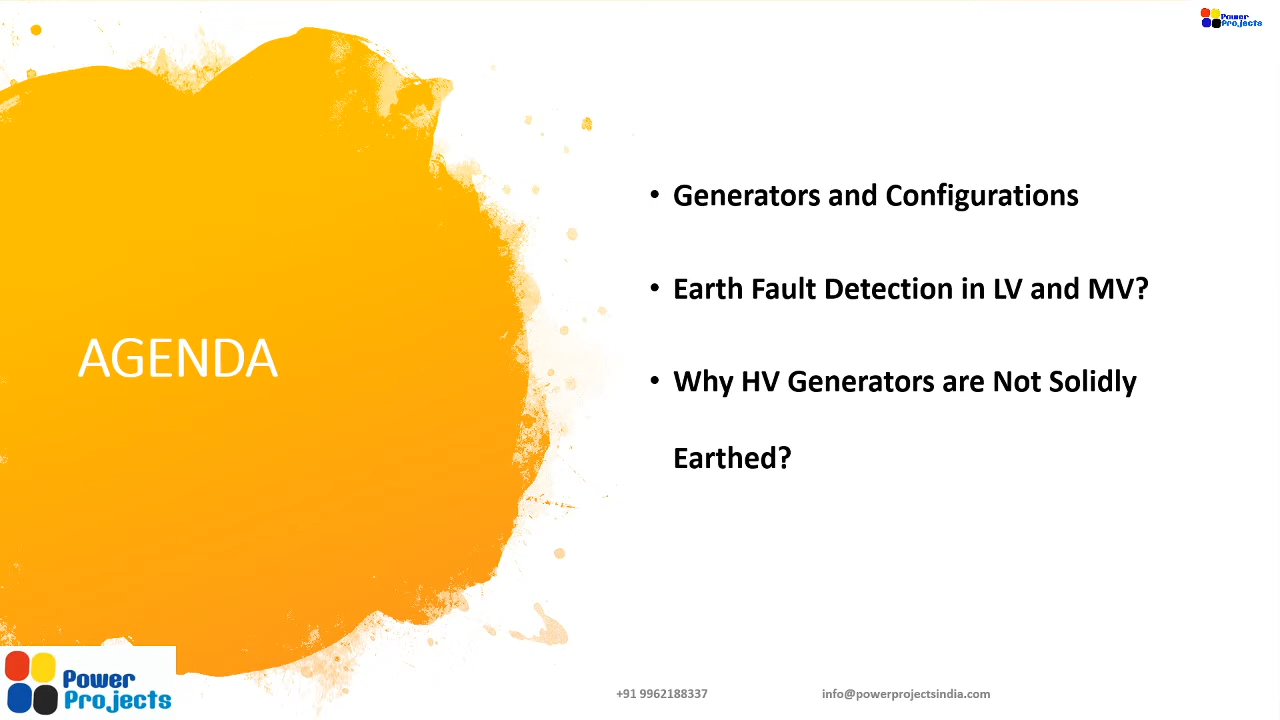 Power
Projects
AGENDA
• Generators and Configurations
• Earth Fault Detection in LV and MV?
• Why HV Generators are Not Solidly
Earthed?
Power
Projects
+91 9962188337
info@powerprojectsindia.com